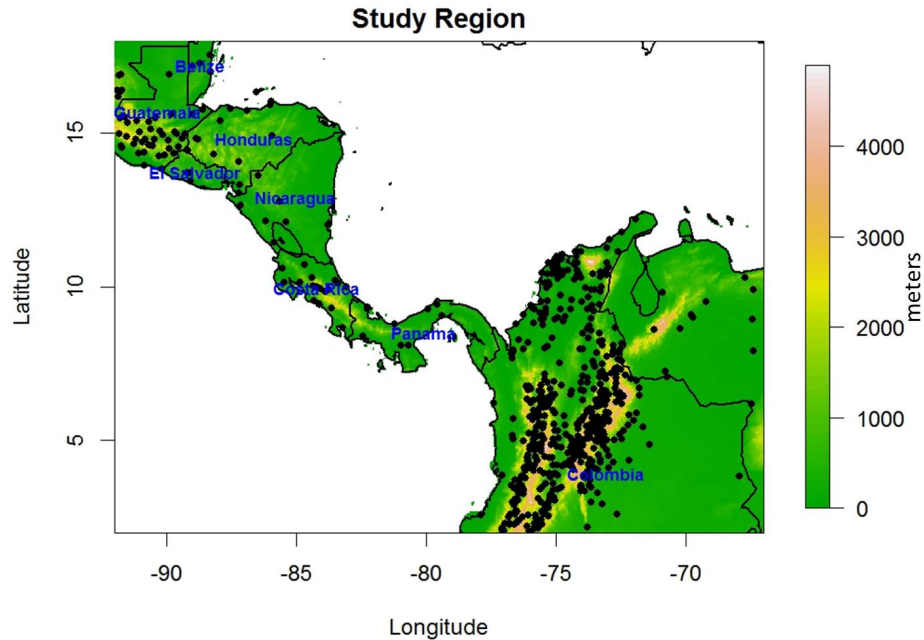 Study Region
Belize
Guatemala
Honduras
El Salvador
Nicaragua
Costa Rica
Panama
Colombia
15
10
5
Latitude
-90
-85
-80
-75
-70
Longitude
4000
3000
2000
1000
0
meters